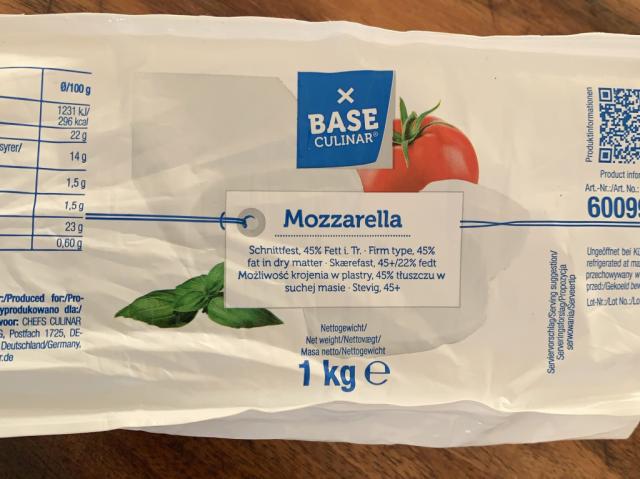 Ø/100 g
1231 kJ/
296 kcal
22 g
syrer/
14 g
1,5 g
1,5 g
23 g
0,60 g
r:/Produced for:/Pro-
yprodukowano dla:/
voor: CHEFS CULINAR
G, Postfach 1725, DE-
Deutschland/Germany,
r.de
BASE
CULINAR®
Mozzarella
Schnittfest, 45% Fett i. Tr. · Firm type, 45%
fat in dry matter · Skærefast, 45+/22% fedt
Możliwość krojenia w plastry, 45% tłuszczu w
suchej masie · Stevig, 45+
Nettogewicht/
Net weight/Nettovægt/
Masa netto/Nettogewicht
1 kg e
Produktinformationen
Product infor
Art.-Nr.:/Art. No.:
6009
Serviervorschlag/Serving suggestion/
Serveringsforslag/Propozycja
serwowania/Serveertip
Ungeöffnet bei Kü
refrigerated at ma
przechowywany w
przed:/Gekoeld bew
Lot-Nr.:/Lot No.:/Lo